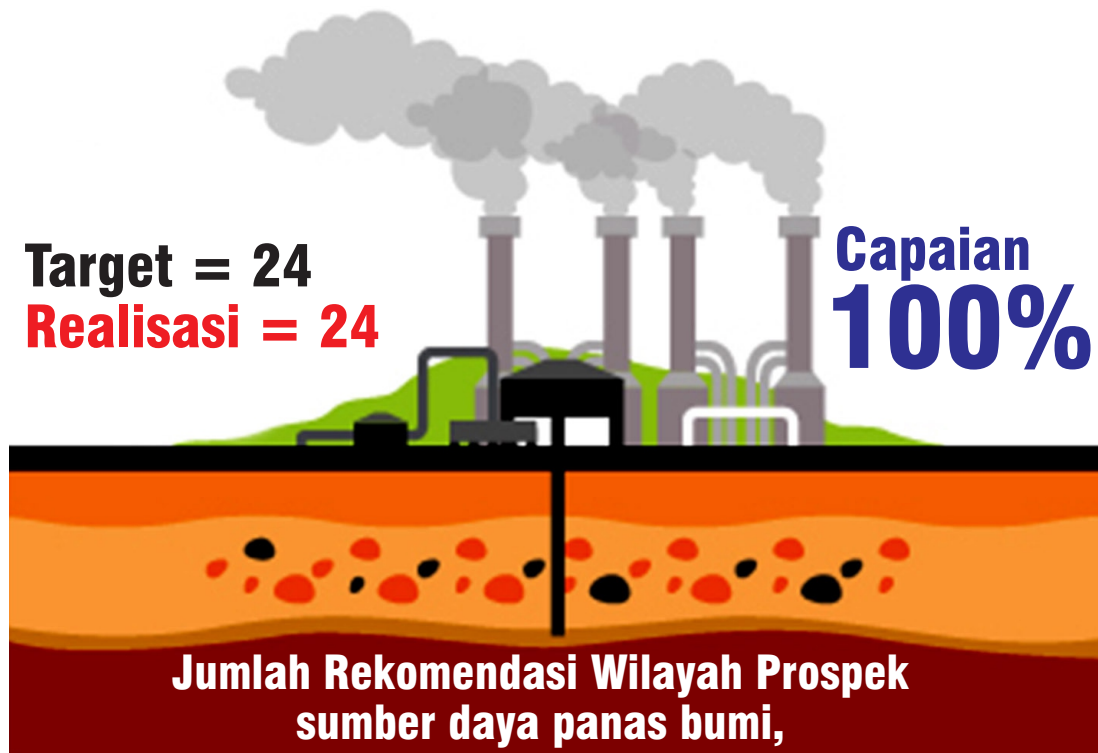 Target = 24
Realisasi = 24
Capaian
100%
Jumlah Rekomendasi Wilayah Prospek
sumber daya panas bumi,